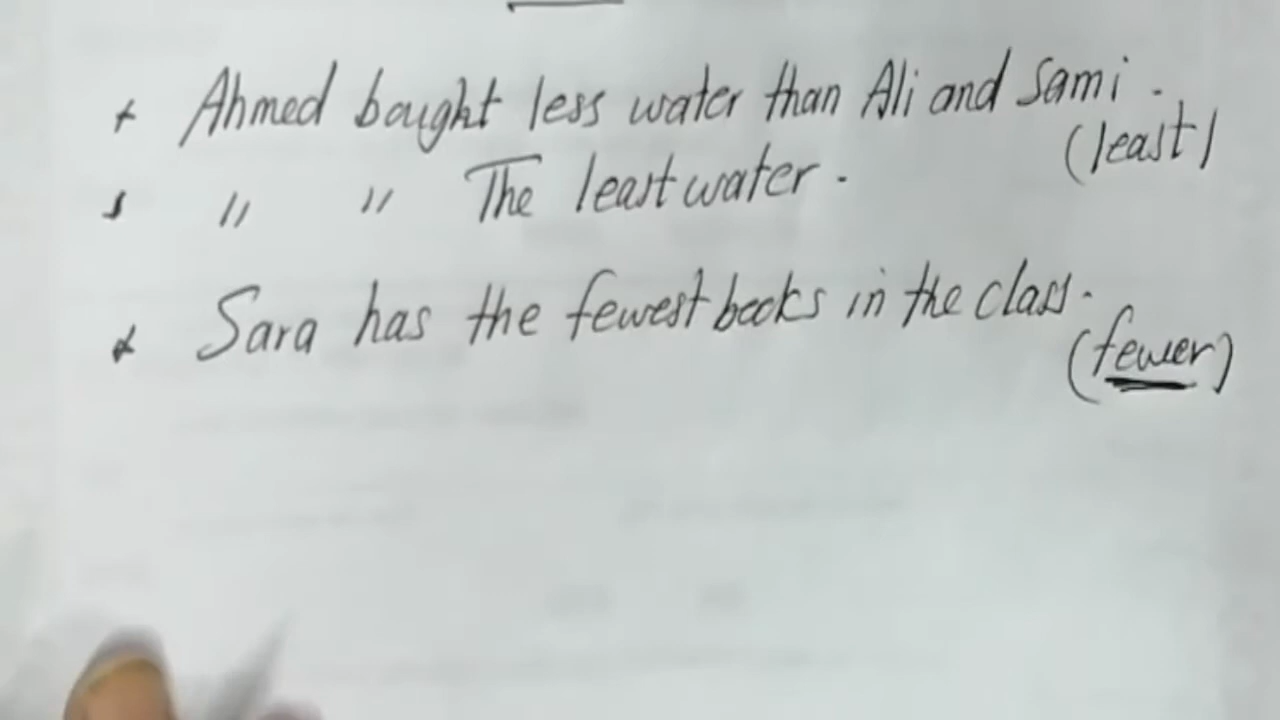 Ahmed bought less water than Ali and Sami.
(least)
" " The least water.
Sara has the fewest books in the class.
(fewer)